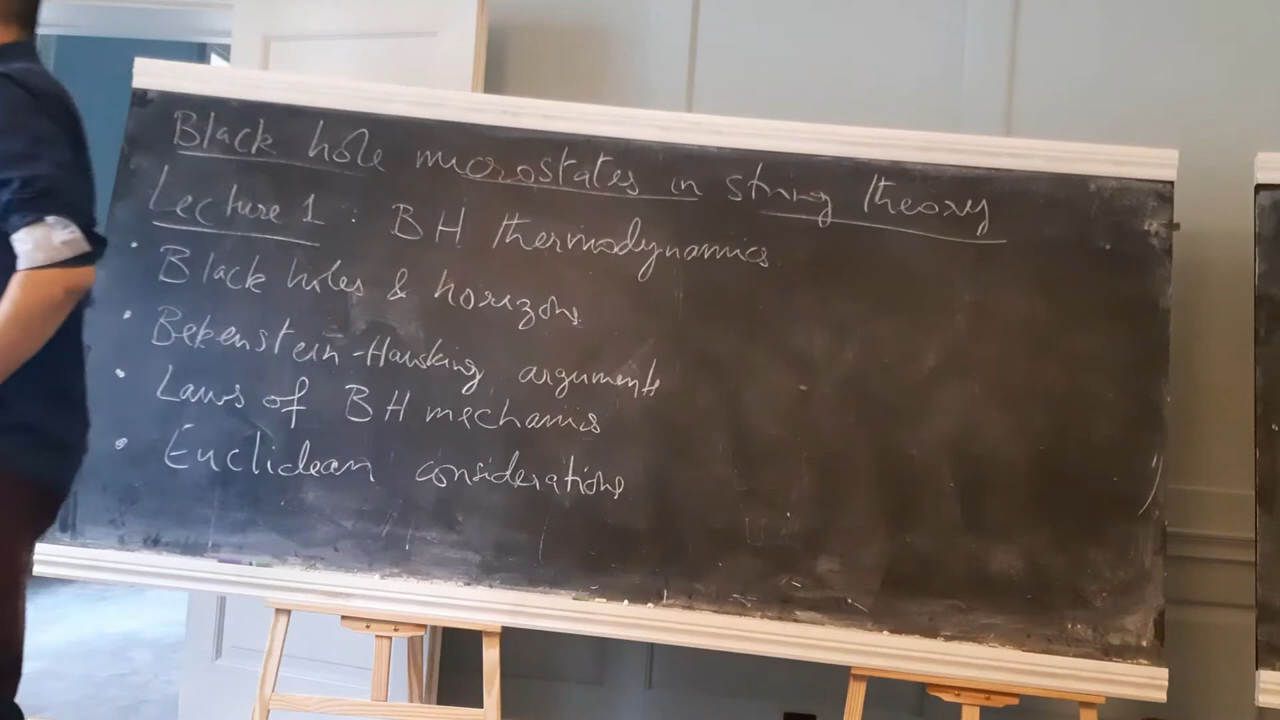 Black hole microstates in string theory
Lecture 1 : BH thermodynamics
• Black holes & horizons
• Bekenstein-Hawking arguments
• Laws of BH mechanics
• Euclidean considerations